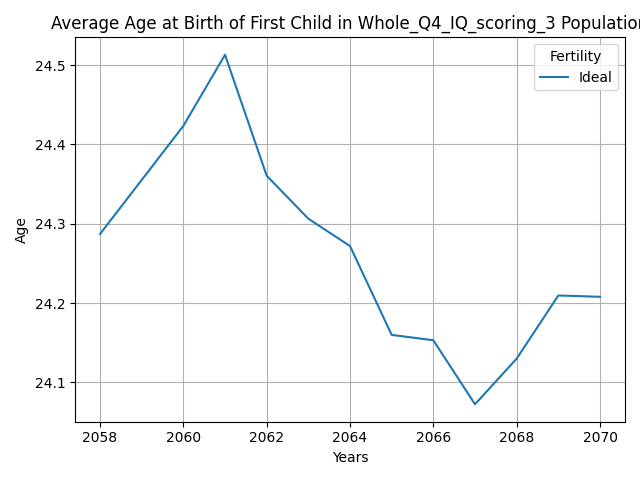 Average Age at Birth of First Child in Whole_Q4_IQ_scoring_3 Population
Fertility
Ideal
24.5
24.4
24.3
24.2
24.1
Age
2058 2060 2062 2064 2066 2068 2070
Years